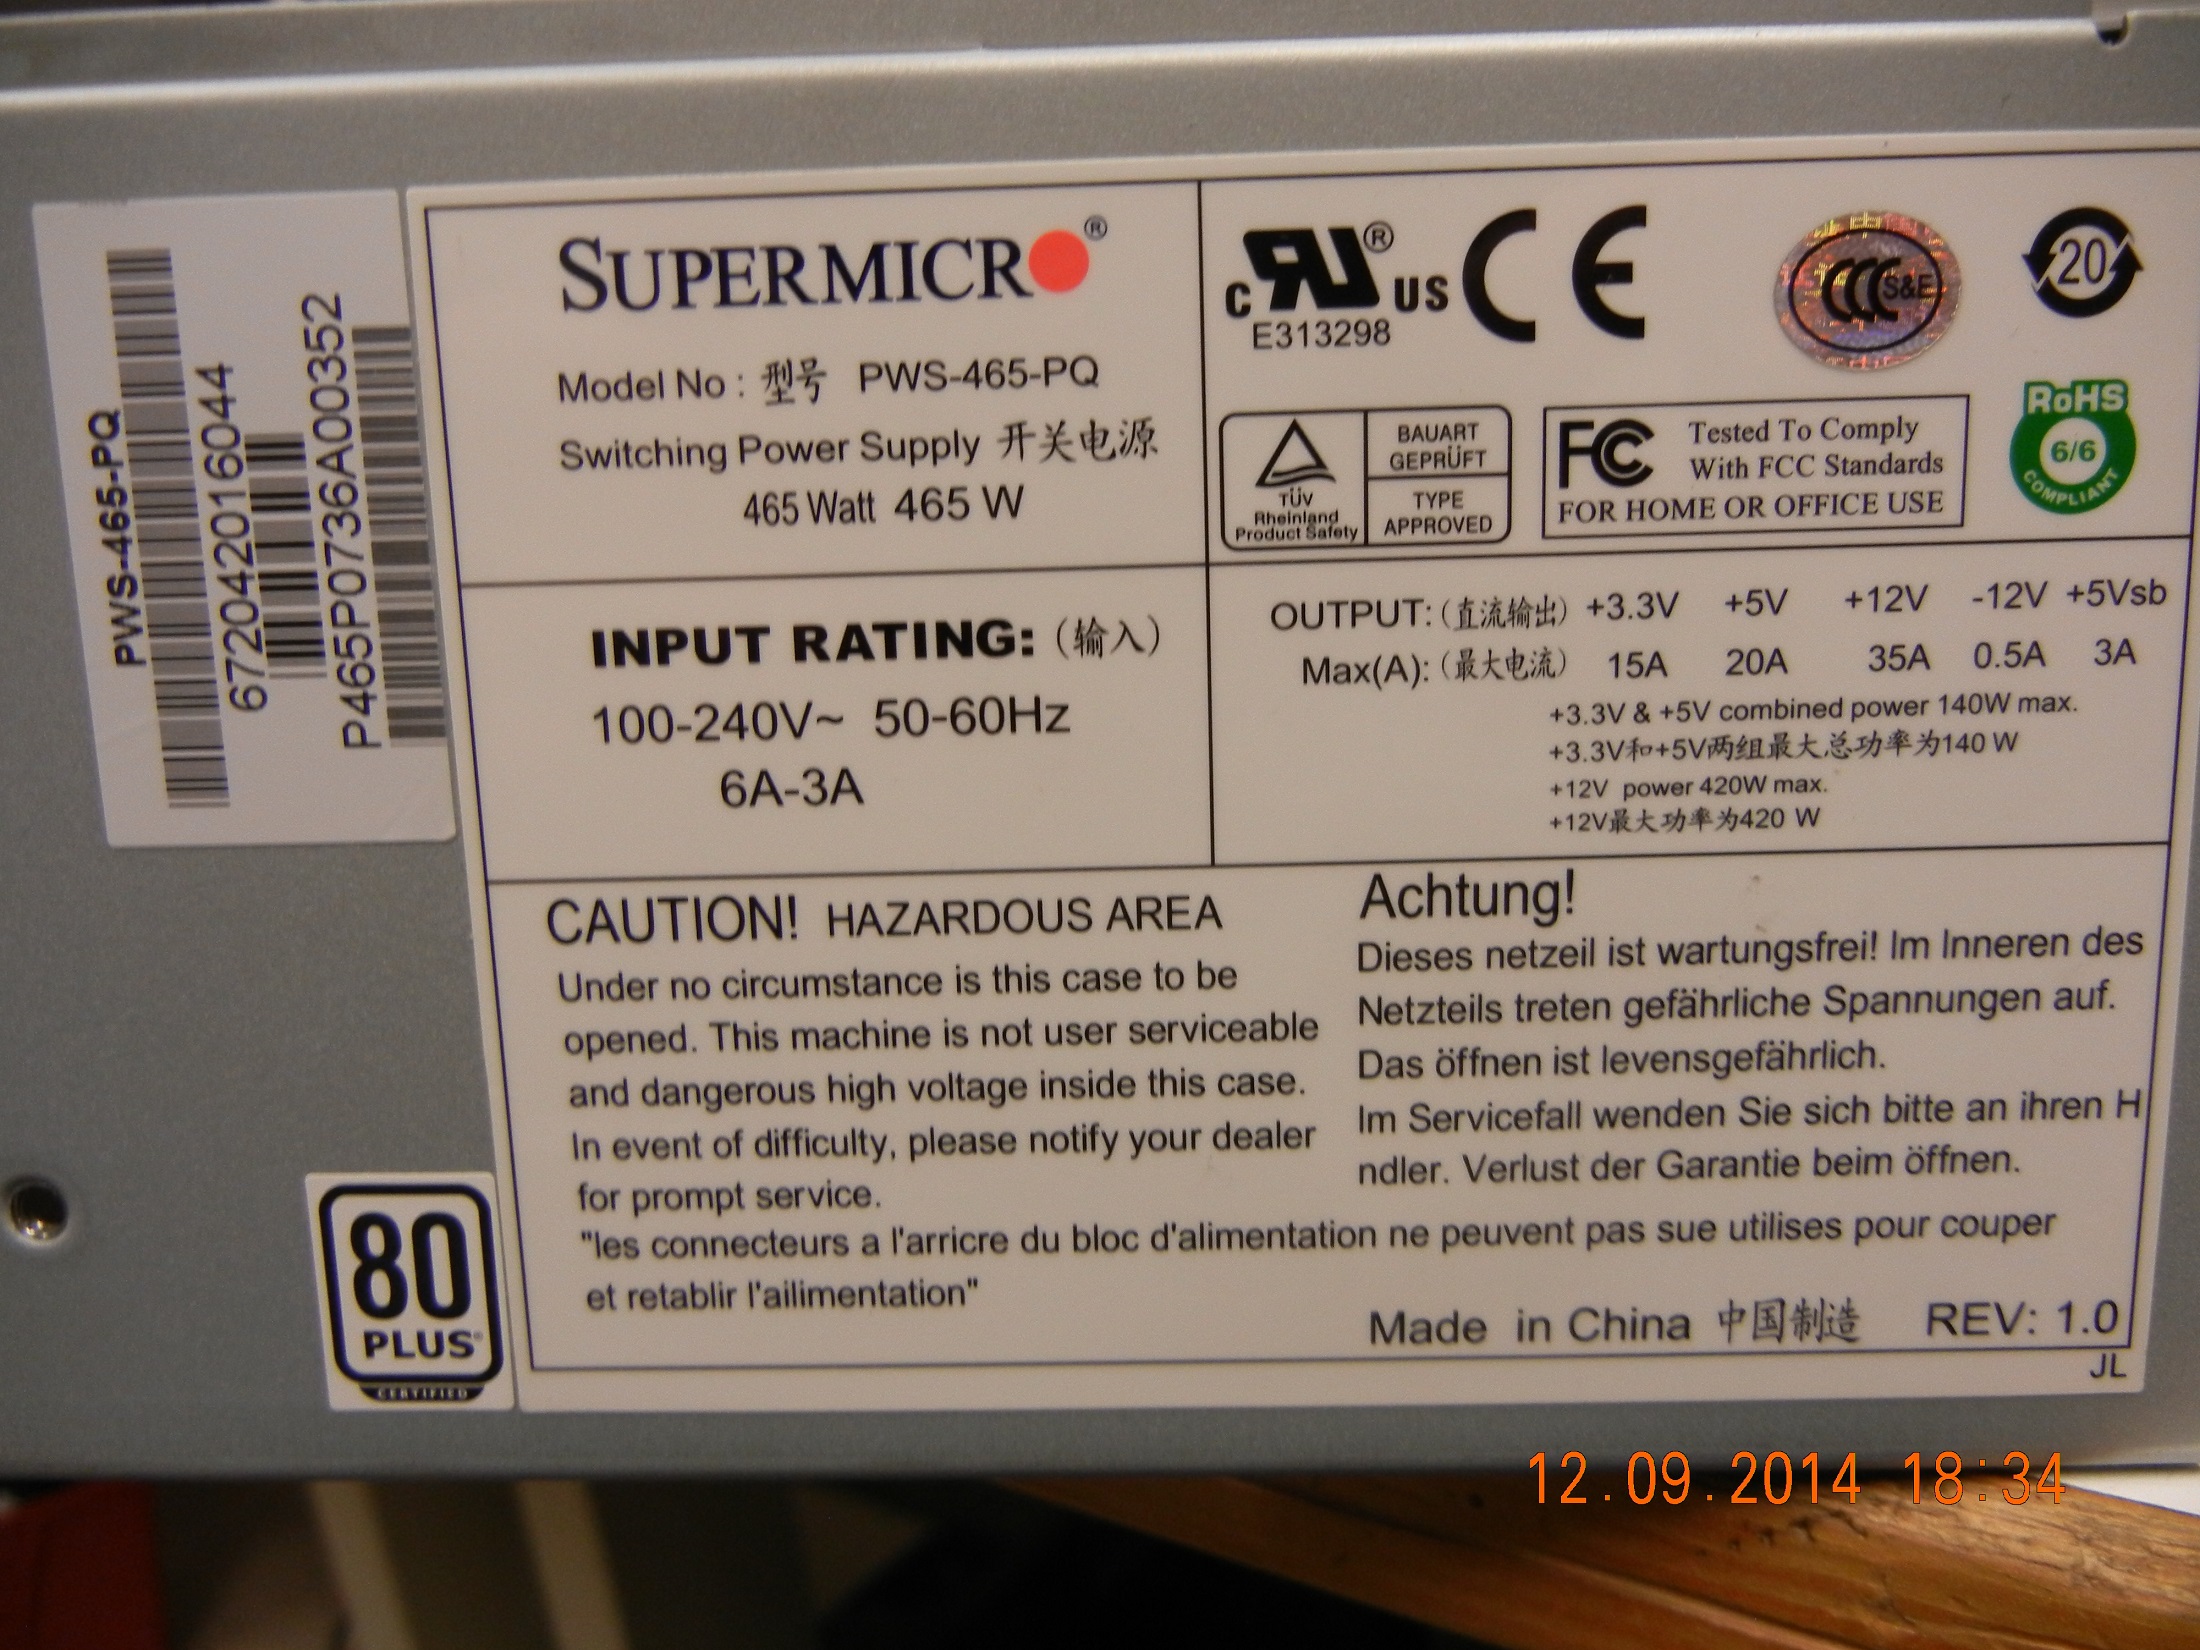 PWS-465-PQ
672042016044
P465P0736A00352
SUPERMICRO®
Model No : 型号 PWS-465-PQ
Switching Power Supply 开关电源
465 Watt 465 W
c RU® US
E313298
CE
CCC S&E
20
TÜV
Rheinland
Product Safety
BAUART
GEPRÜFT
TYPE
APPROVED
FC Tested To Comply
With FCC Standards
FOR HOME OR OFFICE USE
RoHS
6/6
COMPLIANT
INPUT RATING: (输入)
100-240V~ 50-60Hz
6A-3A
OUTPUT: (直流输出) +3.3V +5V +12V -12V +5Vsb
Max(A): (最大电流) 15A 20A 35A 0.5A 3A
+3.3V & +5V combined power 140W max.
+3.3V和+5V两组最大总功率为140 W
+12V power 420W max.
+12V最大功率为420 W
CAUTION! HAZARDOUS AREA
Under no circumstance is this case to be
opened. This machine is not user serviceable
and dangerous high voltage inside this case.
In event of difficulty, please notify your dealer
for prompt service.
Achtung!
Dieses netzeil ist wartungsfrei! Im Inneren des
Netzteils treten gefährliche Spannungen auf.
Das öffnen ist levensgefährlich.
Im Servicefall wenden Sie sich bitte an ihren H
ndler. Verlust der Garantie beim öffnen.
"les connecteurs a l'arricre du bloc d'alimentation ne peuvent pas sue utilises pour couper
et retablir l'ailimentation"
Made in China 中国制造 REV: 1.0
JL
80
PLUS®
CERTIFIED
12.09.2014 18:34